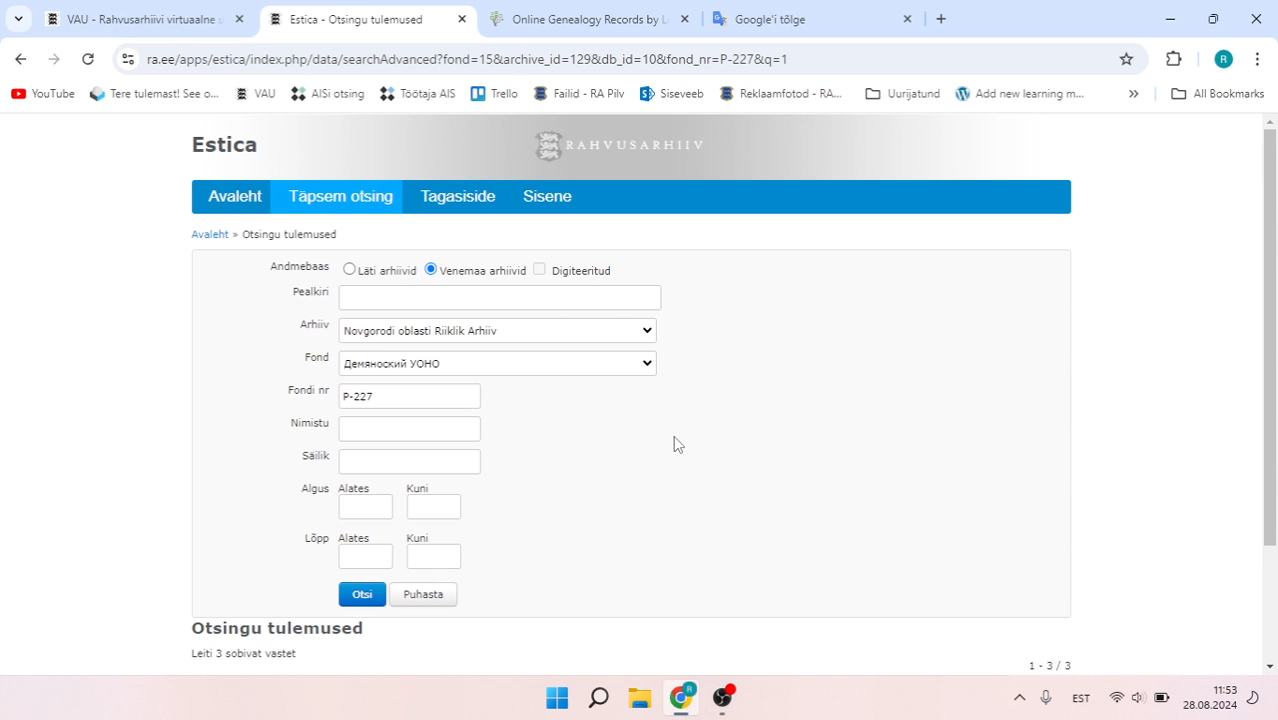 VAU - Rahvusarhiivi virtuaalne u
Estica - Otsingu tulemused
Online Genealogy Records by Lo
Google'i tõlge
ra.ee/apps/estica/index.php/data/searchAdvanced?fond=15&archive_id=129&db_id=10&fond_nr=P-227&q=1
R
YouTube
Tere tulemast! See o...
VAU
AISi otsing
Töötaja AIS
Trello
Failid - RA Pilv
Siseveeb
Reklaamfotod - RA...
Uurijatund
Add new learning m...
All Bookmarks
Estica
RAHVUSARHIIV
Avaleht Täpsem otsing Tagasiside Sisene
Avaleht » Otsingu tulemused
Andmebaas Läti arhiivid Venemaa arhiivid Digiteeritud
Pealkiri
Arhiiv Novgorodi oblasti Riiklik Arhiiv
Fond Демяноский УОНО
Fondi nr P-227
Nimistu
Säilik
Algus Alates Kuni
Lõpp Alates Kuni
Otsi Puhasta
Otsingu tulemused
Leiti 3 sobivat vastet
1 - 3 / 3
R
EST
11:53
28.08.2024